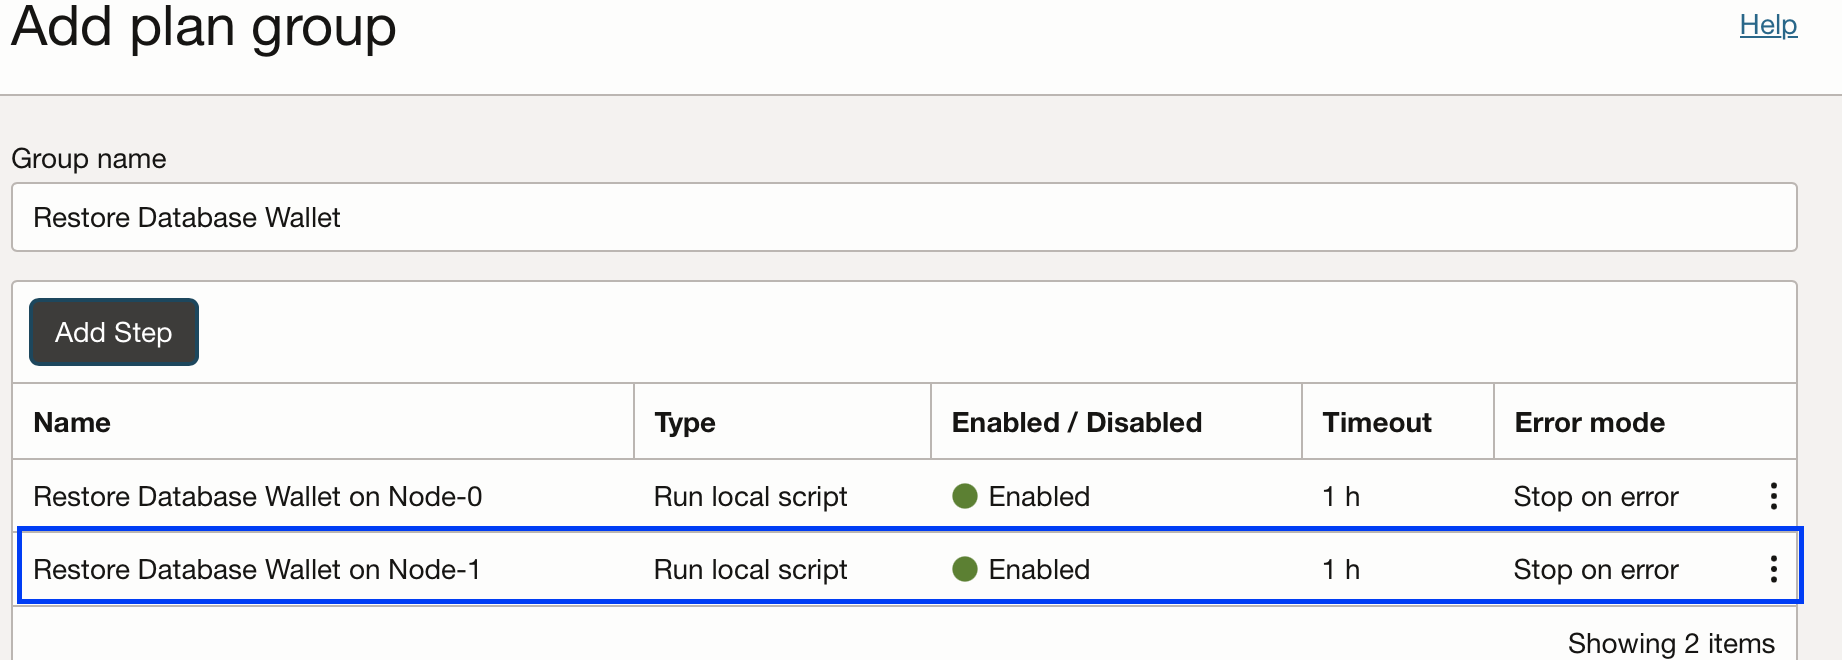 Add plan group
Help
Group name
Restore Database Wallet
Add Step
Name Type Enabled / Disabled Timeout Error mode
Restore Database Wallet on Node-0 Run local script Enabled 1 h Stop on error
Restore Database Wallet on Node-1 Run local script Enabled 1 h Stop on error
Showing 2 items